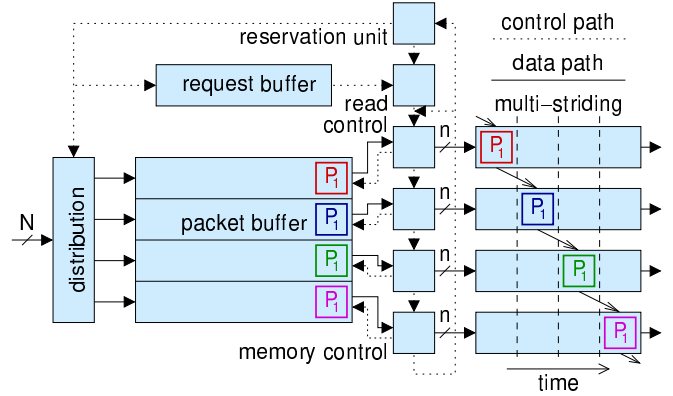 reservation unit
control path
data path
request buffer
read
control
multi-striding
n
P1
P1
n
P1
N
distribution
packet buffer
P1
P1
n
P1
P1
n
P1
memory control
time